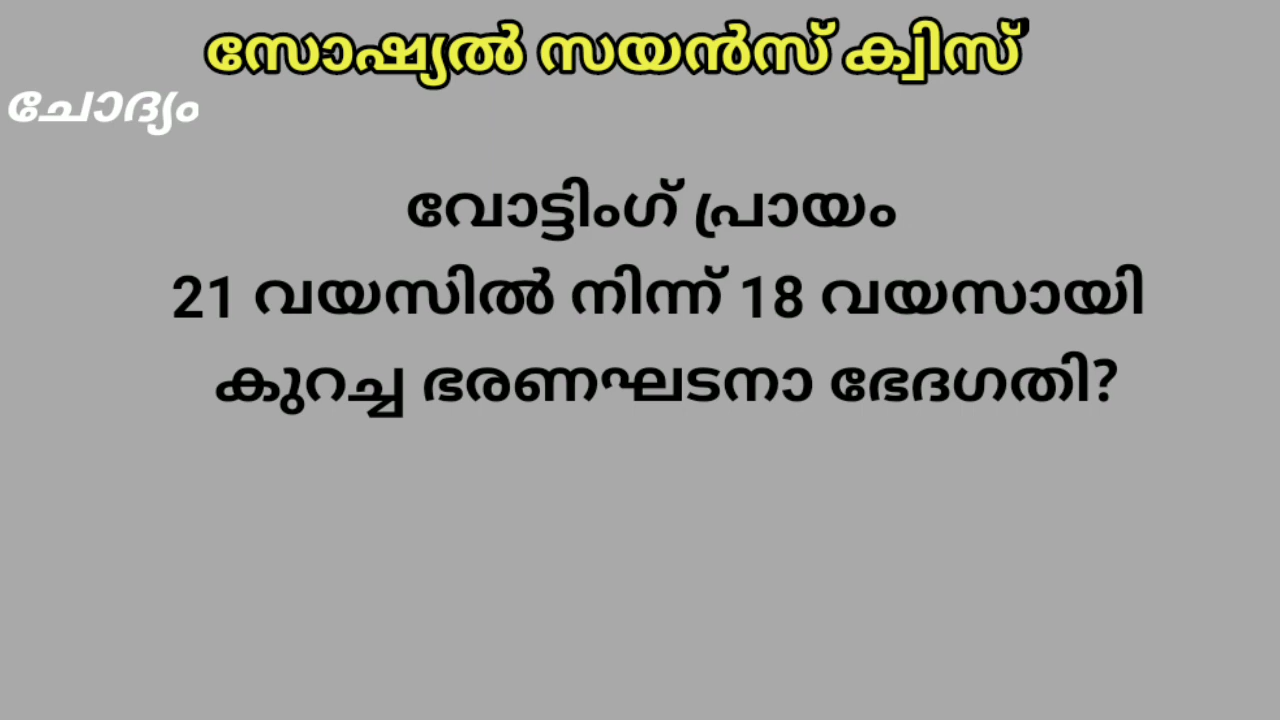 സോഷ്യൽ സയൻസ് ക്വിസ്
ചോദ്യം
വോട്ടിംഗ് പ്രായം
21 വയസിൽ നിന്ന് 18 വയസായി
കുറച്ച ഭരണഘടനാ ഭേദഗതി?